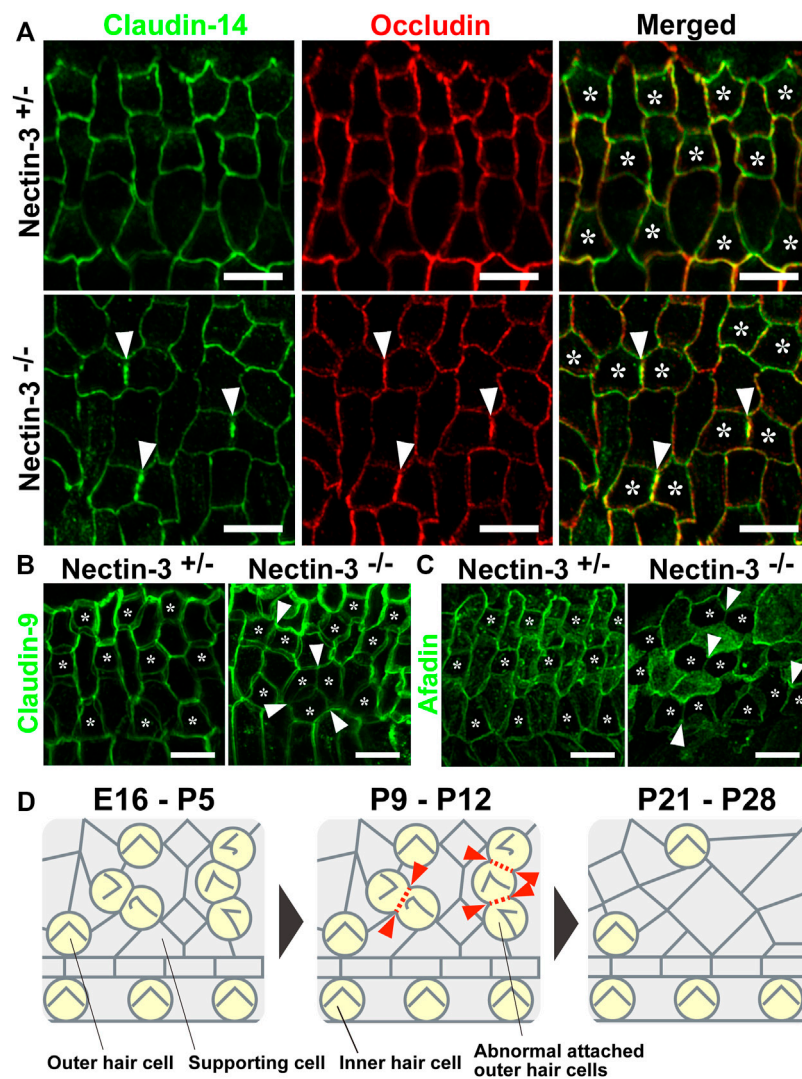 A Claudin-14 Occludin Merged
Nectin-3 +/-
Nectin-3 -/-
B Nectin-3 +/- Nectin-3 -/- C Nectin-3 +/- Nectin-3 -/-
Claudin-9
Afadin
D E16 - P5 P9 - P12 P21 - P28
Outer hair cell Supporting cell Inner hair cell Abnormal attached
outer hair cells